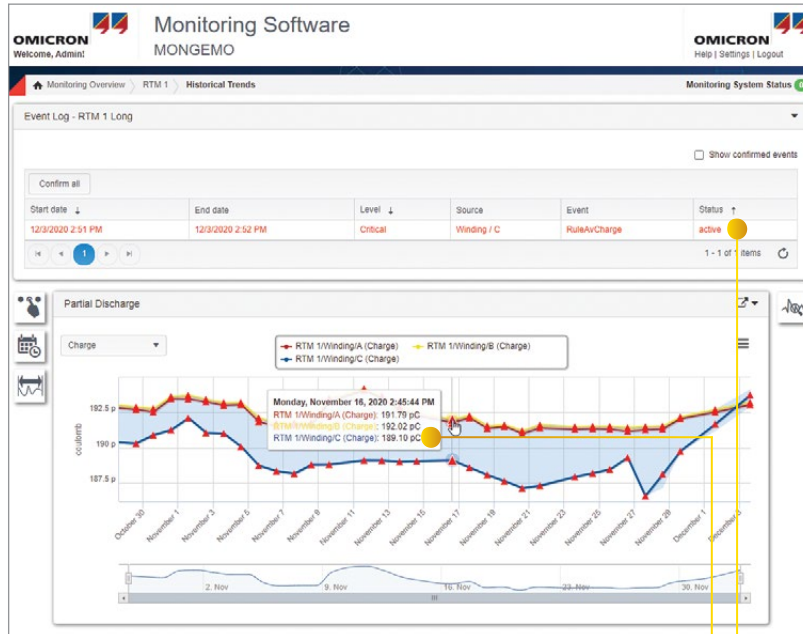 OMICRON
Welcome, Admin!
Monitoring Software
MONGEMO
OMICRON
Help | Settings | Logout
Monitoring Overview RTM 1 Historical Trends
Monitoring System Status
Event Log - RTM 1 Long
Show confirmed events
Confirm all
Start date ↓ End date Level ↓ Source Event Status ↑
12/3/2020 2:51 PM 12/3/2020 2:52 PM Critical Winding / C RuleAvCharge active
1 1 - 1 of 1 items
Partial Discharge
Charge
RTM 1/Winding/A (Charge) RTM 1/Winding/B (Charge)
RTM 1/Winding/C (Charge)
coulomb
192.5 p
190 p
187.5 p
Monday, November 16, 2020 2:45:44 PM
RTM 1/Winding/A (Charge): 191.79 pC
RTM 1/Winding/B (Charge): 192.02 pC
RTM 1/Winding/C (Charge): 189.10 pC
October 30 November 1 November 3 November 5 November 7 November 9 November 11 November 13 November 15 November 17 November 19 November 21 November 23 November 25 November 27 November 29 December 1 December 3
2. Nov 9. Nov 16. Nov 23. Nov 30. Nov